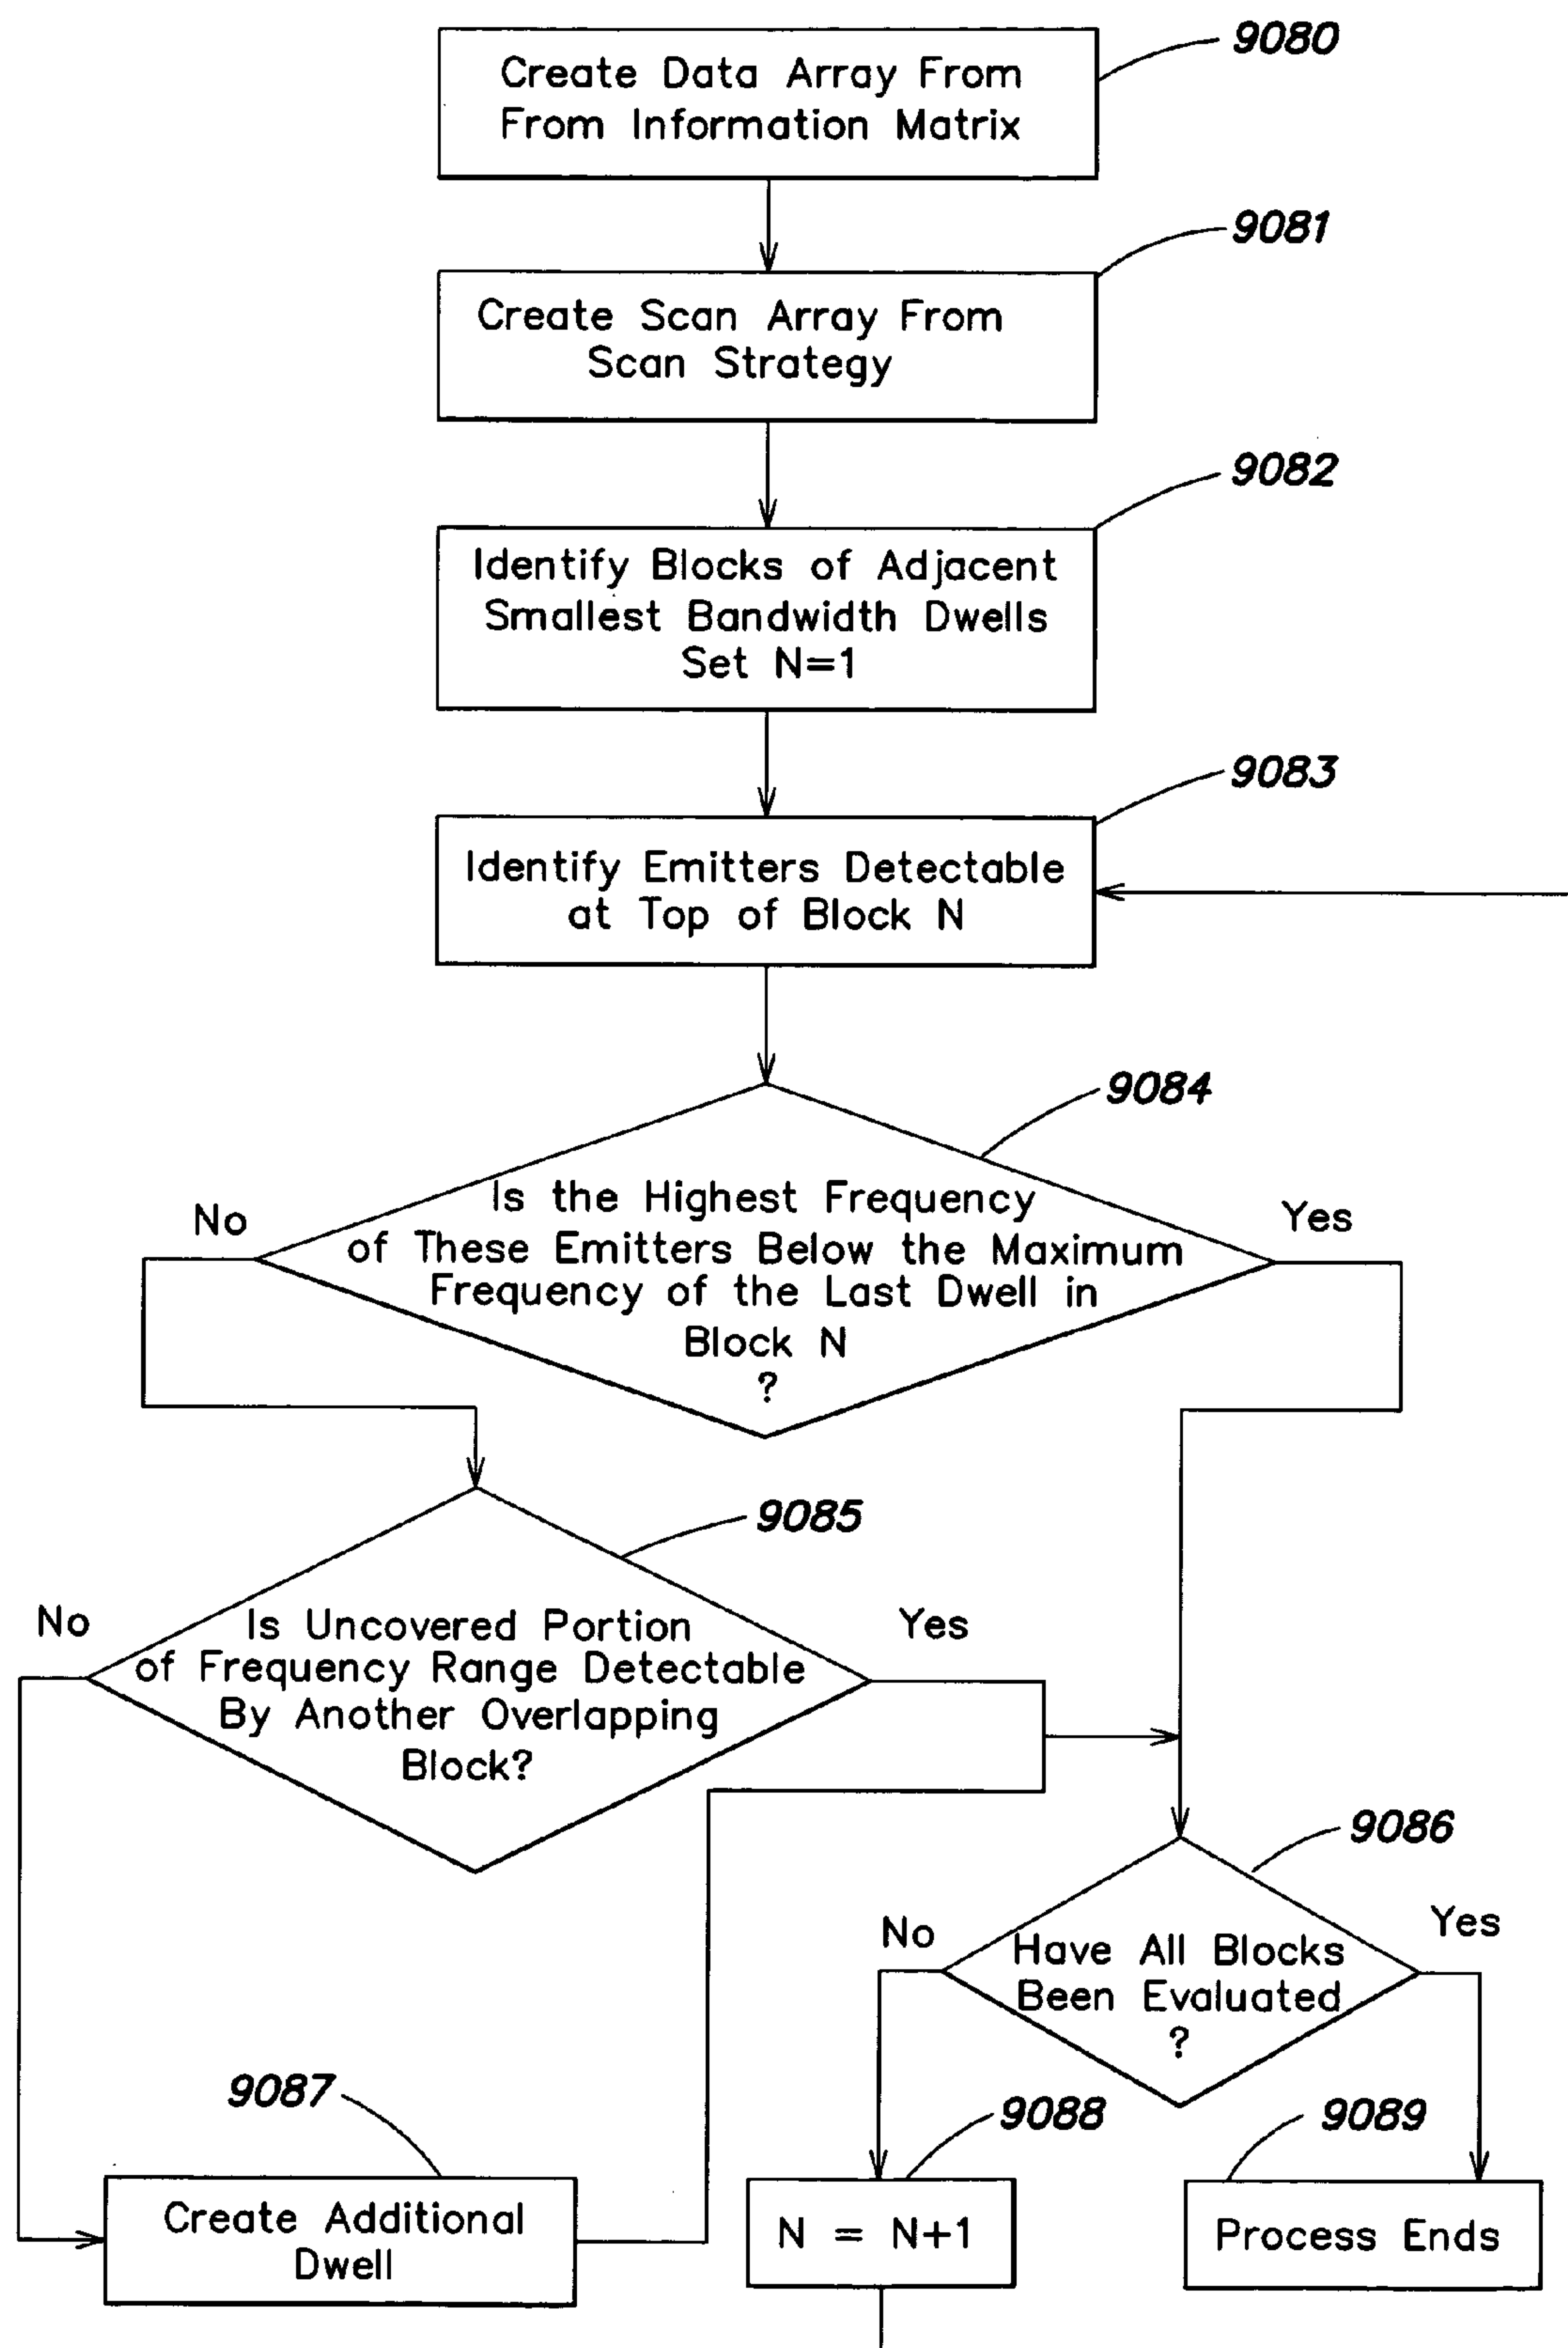 9080
Create Data Array From
From Information Matrix
9081
Create Scan Array From
Scan Strategy
9082
Identify Blocks of Adjacent
Smallest Bandwidth Dwells
Set N=1
9083
Identify Emitters Detectable
at Top of Block N
9084
No
Yes
Is the Highest Frequency
of These Emitters Below the Maximum
Frequency of the Last Dwell in
Block N
?
9085
No
Yes
Is Uncovered Portion
of Frequency Range Detectable
By Another Overlapping
Block?
9086
No
Yes
Have All Blocks
Been Evaluated
?
9087
Create Additional
Dwell
9088
N = N+1
9089
Process Ends